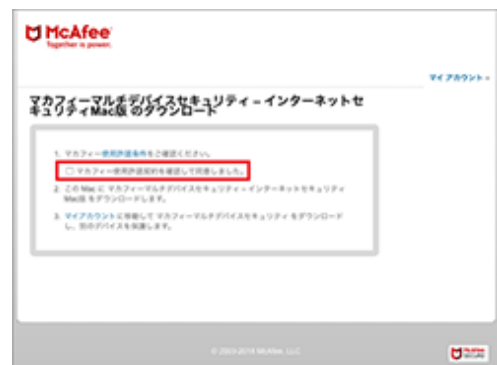 McAfee
Together is power.
マイ アカウント
マカフィーマルチデバイスセキュリティ – インターネットセ
キュリティMac版 のダウンロード
1. マカフィー使用許諾条件をご確認ください。
マカフィー使用許諾契約を確認して同意しました。
2. この Mac に マカフィーマルチデバイスセキュリティ – インターネットセキュリティ
Mac版 をダウンロードします。
3. マイアカウントに移動して マカフィーマルチデバイスセキュリティ をダウンロード
し、別のデバイスを保護します。
© 2003-2019 McAfee, LLC
McAfee
SECURE